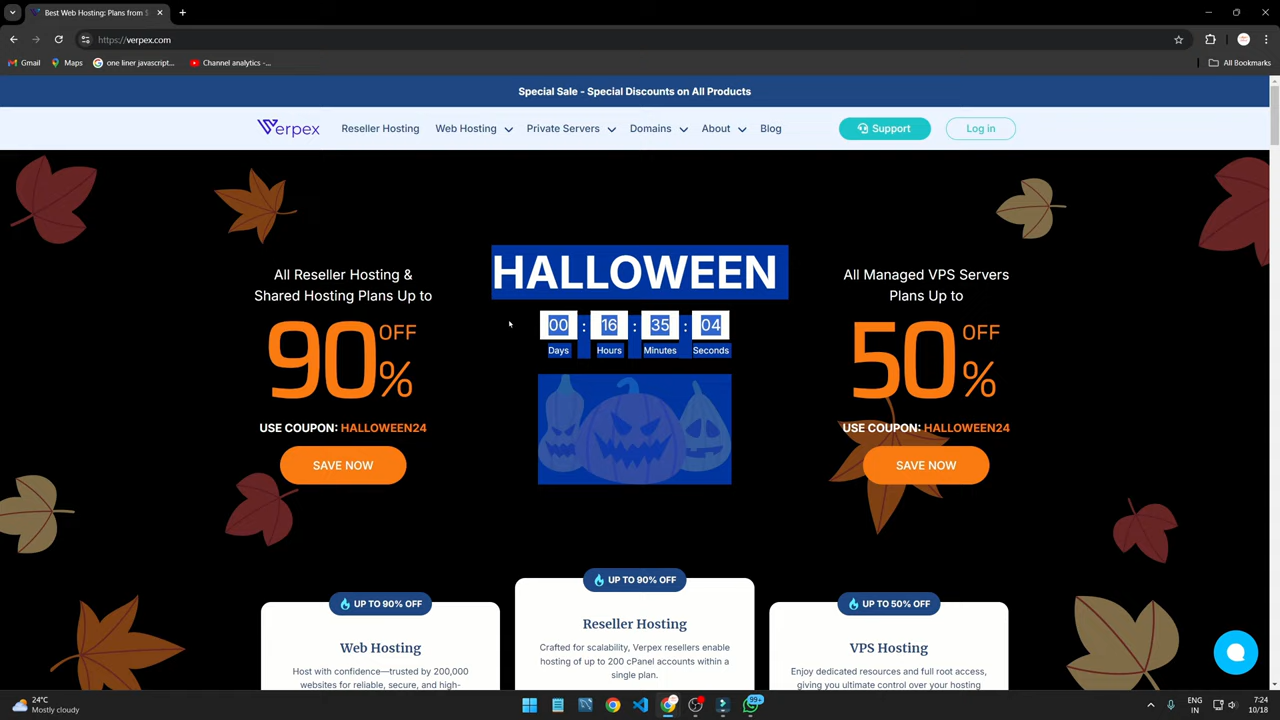 Best Web Hosting: Plans from $
https://verpex.com
Gmail
Maps
one liner javascript...
Channel analytics -...
All Bookmarks
Special Sale - Special Discounts on All Products
Verpex
Reseller Hosting
Web Hosting
Private Servers
Domains
About
Blog
Support
Log in
All Reseller Hosting &
Shared Hosting Plans Up to
90% OFF
USE COUPON: HALLOWEEN24
SAVE NOW
HALLOWEEN
00 : 16 : 35 : 04
Days Hours Minutes Seconds
All Managed VPS Servers
Plans Up to
50% OFF
USE COUPON: HALLOWEEN24
SAVE NOW
UP TO 90% OFF
Web Hosting
Host with confidence—trusted by 200,000
websites for reliable, secure, and high-
UP TO 90% OFF
Reseller Hosting
Crafted for scalability, Verpex resellers enable
hosting of up to 200 cPanel accounts within a
single plan.
UP TO 50% OFF
VPS Hosting
Enjoy dedicated resources and full root access,
giving you ultimate control over your hosting
24°C
Mostly cloudy
99+
ENG
IN
7:24
10/18